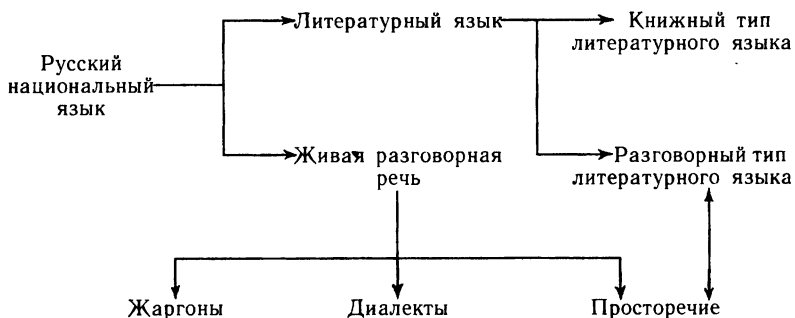 Литературный язык
Книжный тип
литературного языка
Русский
национальный
язык
Живая разговорная
речь
Разговорный тип
литературного языка
Жаргоны
Диалекты
Просторечие